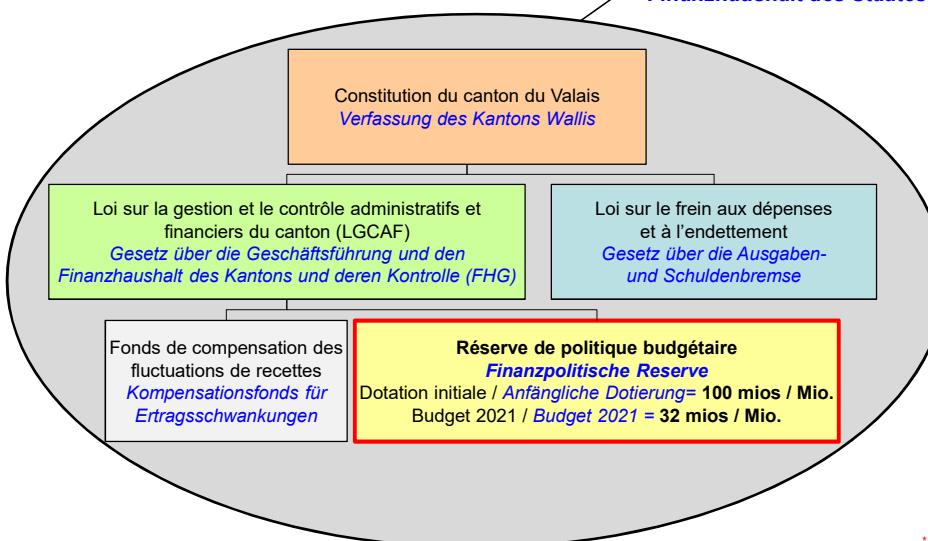 Finanzhaushalt des Staates
Constitution du canton du Valais
Verfassung des Kantons Wallis
Loi sur la gestion et le contrôle administratifs et
financiers du canton (LGCAF)
Gesetz über die Geschäftsführung und den
Finanzhaushalt des Kantons und deren Kontrolle (FHG)
Loi sur le frein aux dépenses
et à l'endettement
Gesetz über die Ausgaben-
und Schuldenbremse
Fonds de compensation des
fluctuations de recettes
Kompensationsfonds für
Ertragsschwankungen
Réserve de politique budgétaire
Finanzpolitische Reserve
Dotation initiale / Anfängliche Dotierung= 100 mios / Mio.
Budget 2021 / Budget 2021 = 32 mios / Mio.
*